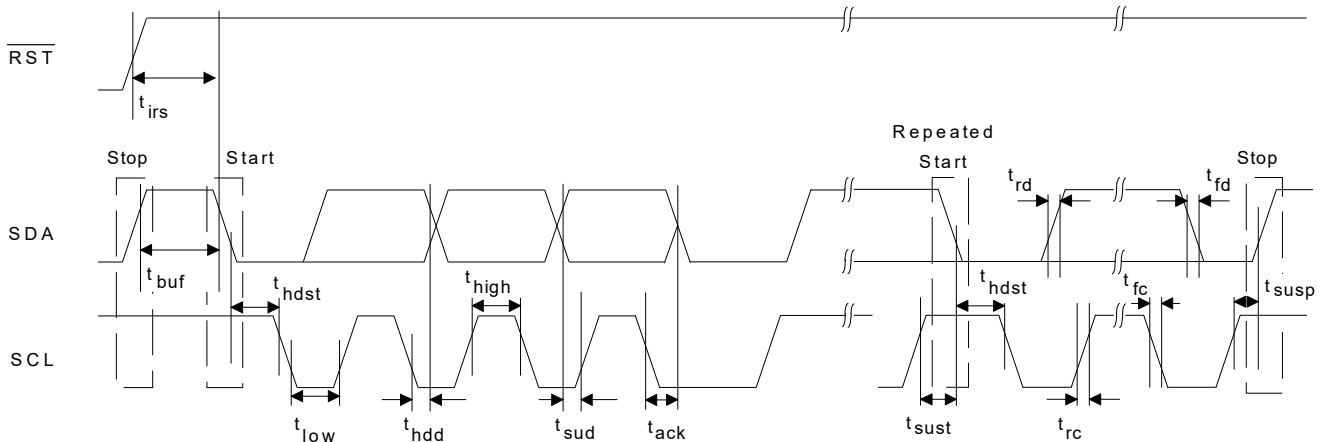 RST
t irs
Repeated
Stop Start Start Stop
t rd t fd
SDA
t buf t hdst t high t hdst t fc t susp
SCL
t low t hdd t sud t ack t sust t rc